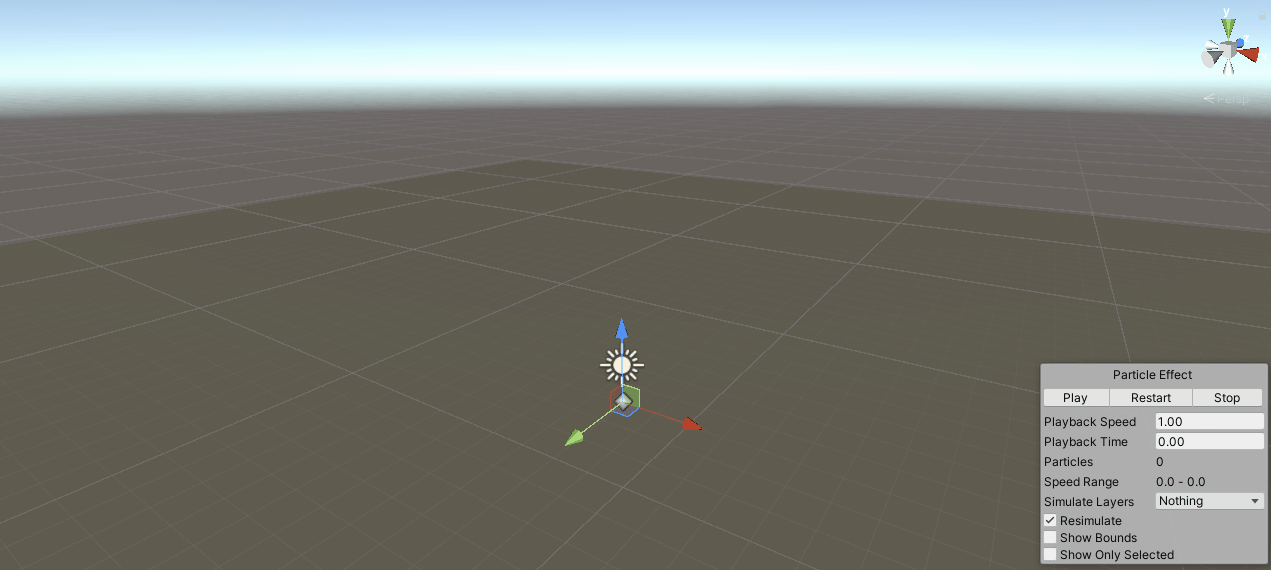 y
z
Persp
Particle Effect
Play Restart Stop
Playback Speed 1.00
Playback Time 0.00
Particles 0
Speed Range 0.0 - 0.0
Simulate Layers Nothing
Resimulate
Show Bounds
Show Only Selected